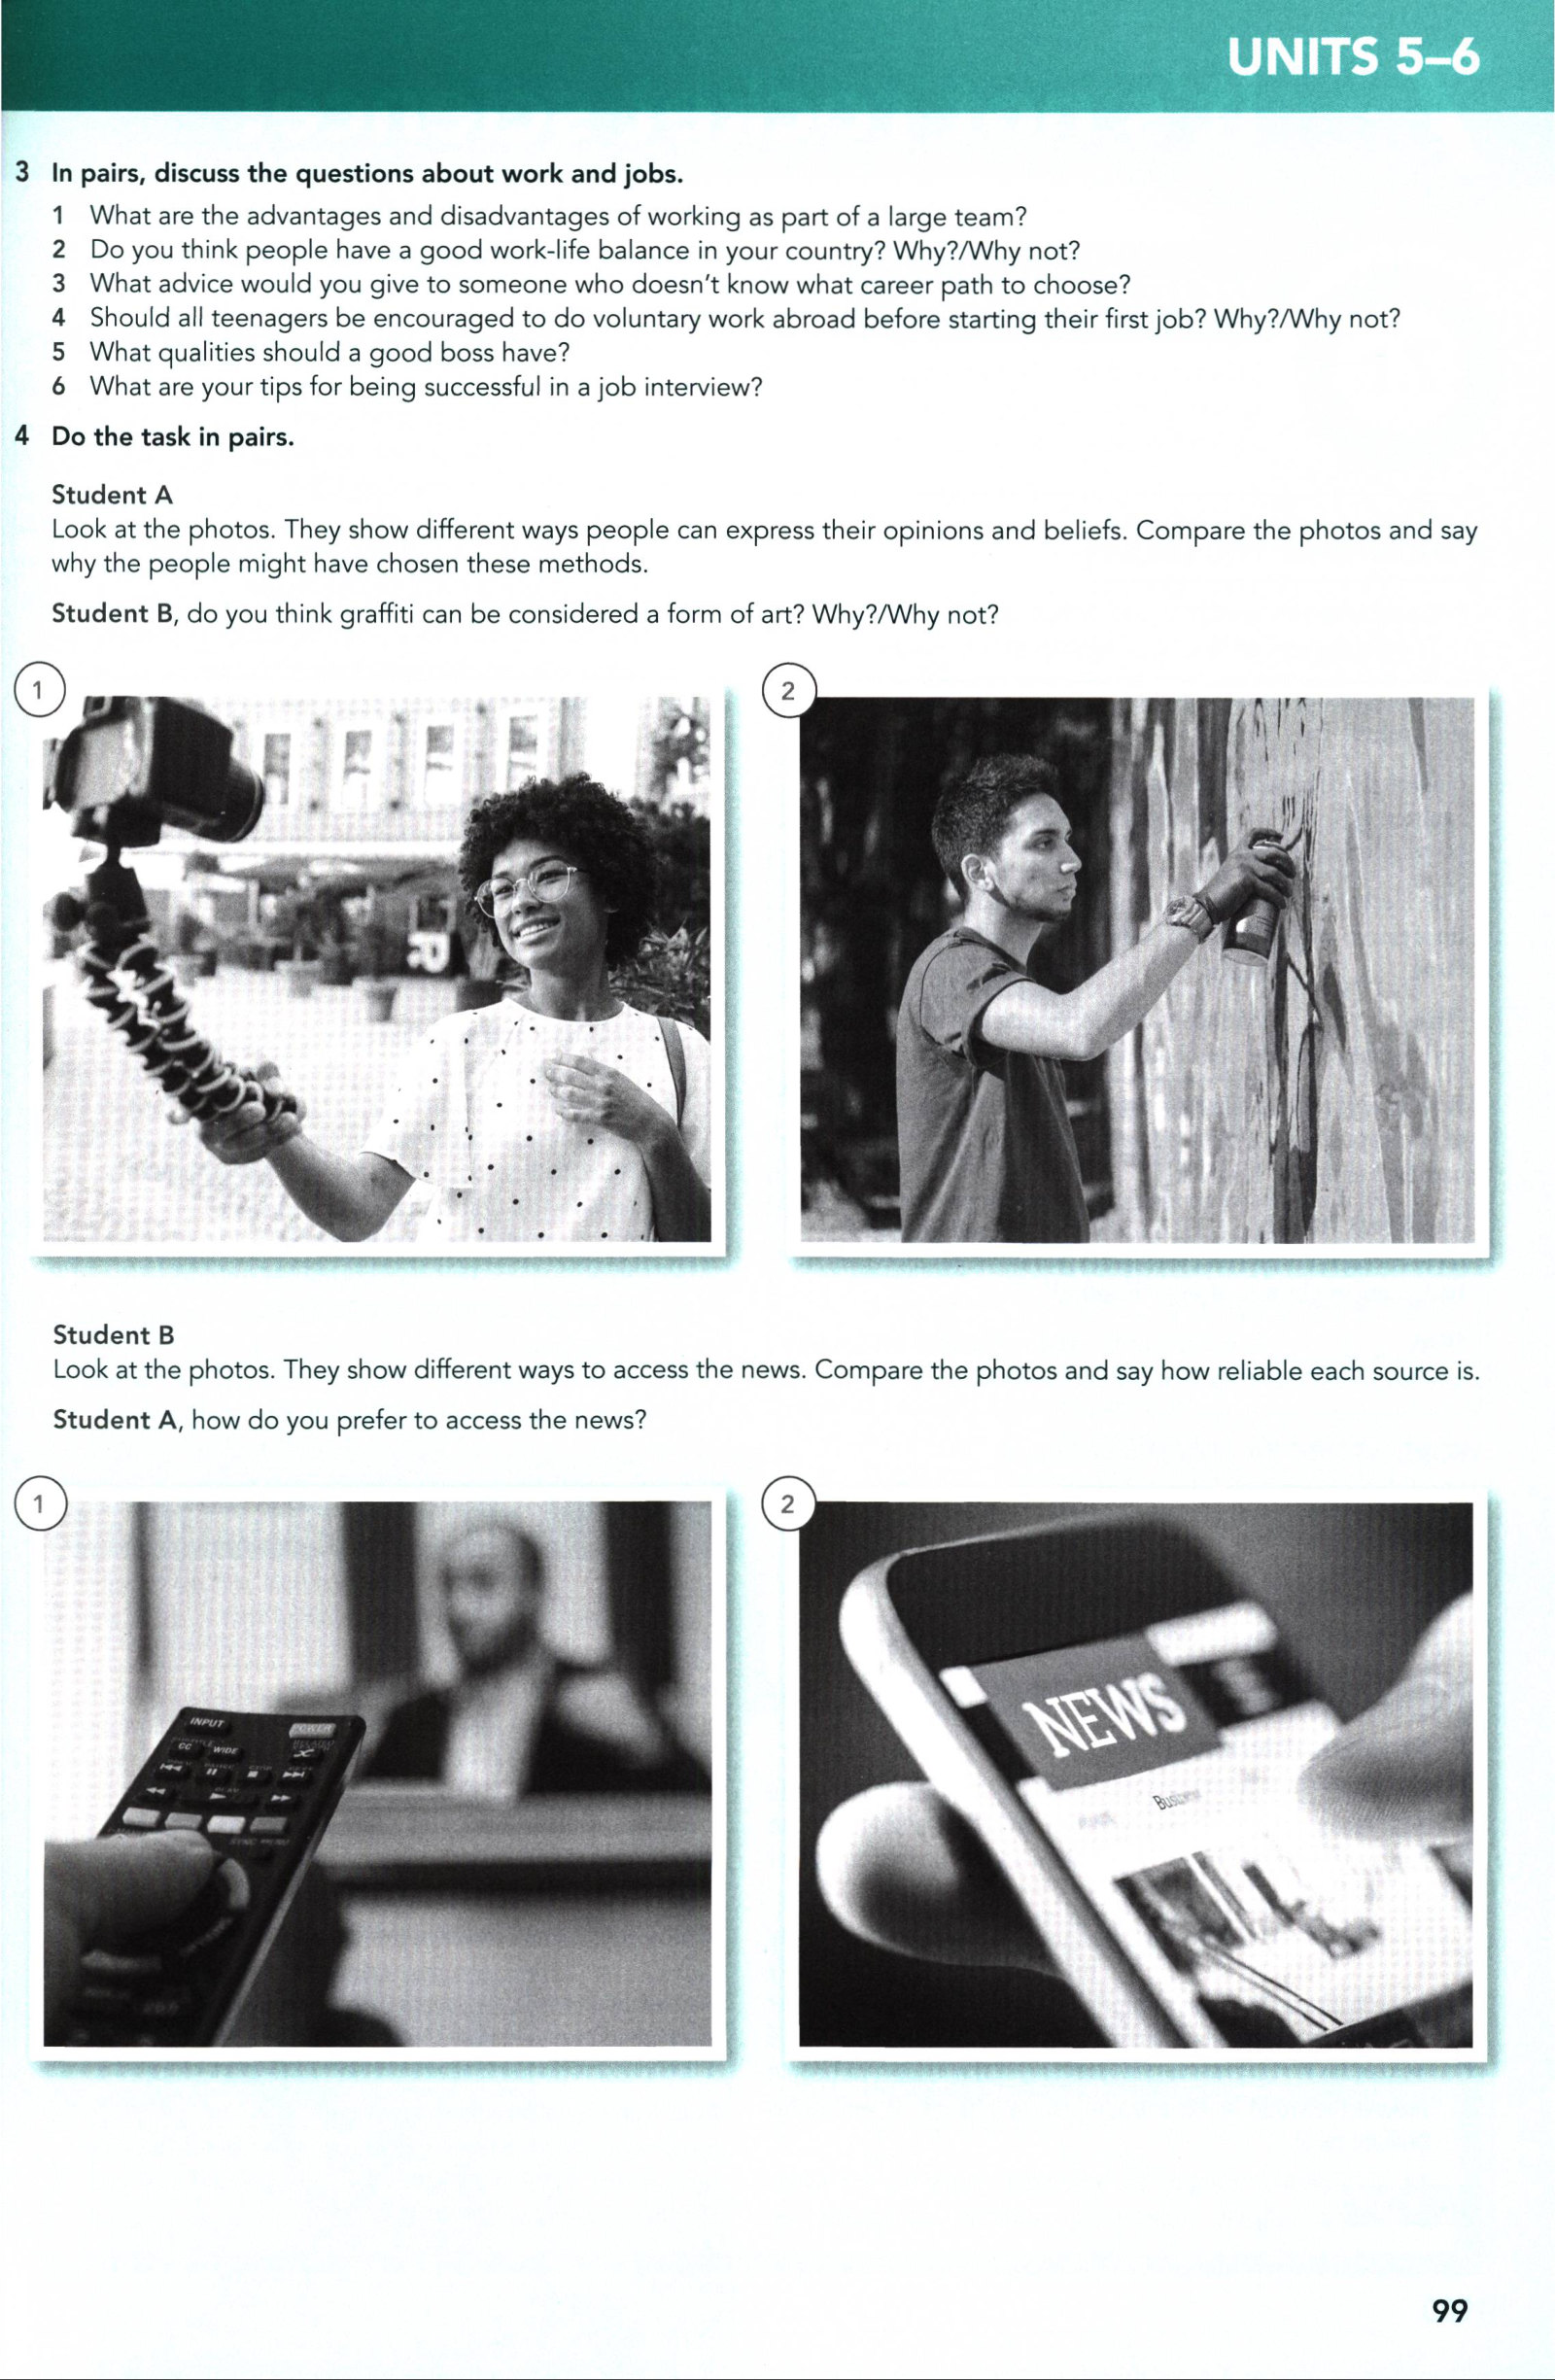 UNITS 5–6
3 In pairs, discuss the questions about work and jobs.
1 What are the advantages and disadvantages of working as part of a large team?
2 Do you think people have a good work-life balance in your country? Why?/Why not?
3 What advice would you give to someone who doesn't know what career path to choose?
4 Should all teenagers be encouraged to do voluntary work abroad before starting their first job? Why?/Why not?
5 What qualities should a good boss have?
6 What are your tips for being successful in a job interview?
4 Do the task in pairs.
Student A
Look at the photos. They show different ways people can express their opinions and beliefs. Compare the photos and say
why the people might have chosen these methods.
Student B, do you think graffiti can be considered a form of art? Why?/Why not?
1
2
Student B
Look at the photos. They show different ways to access the news. Compare the photos and say how reliable each source is.
Student A, how do you prefer to access the news?
1
2
INPUT
POWER
CC WIDE
NEWS
99